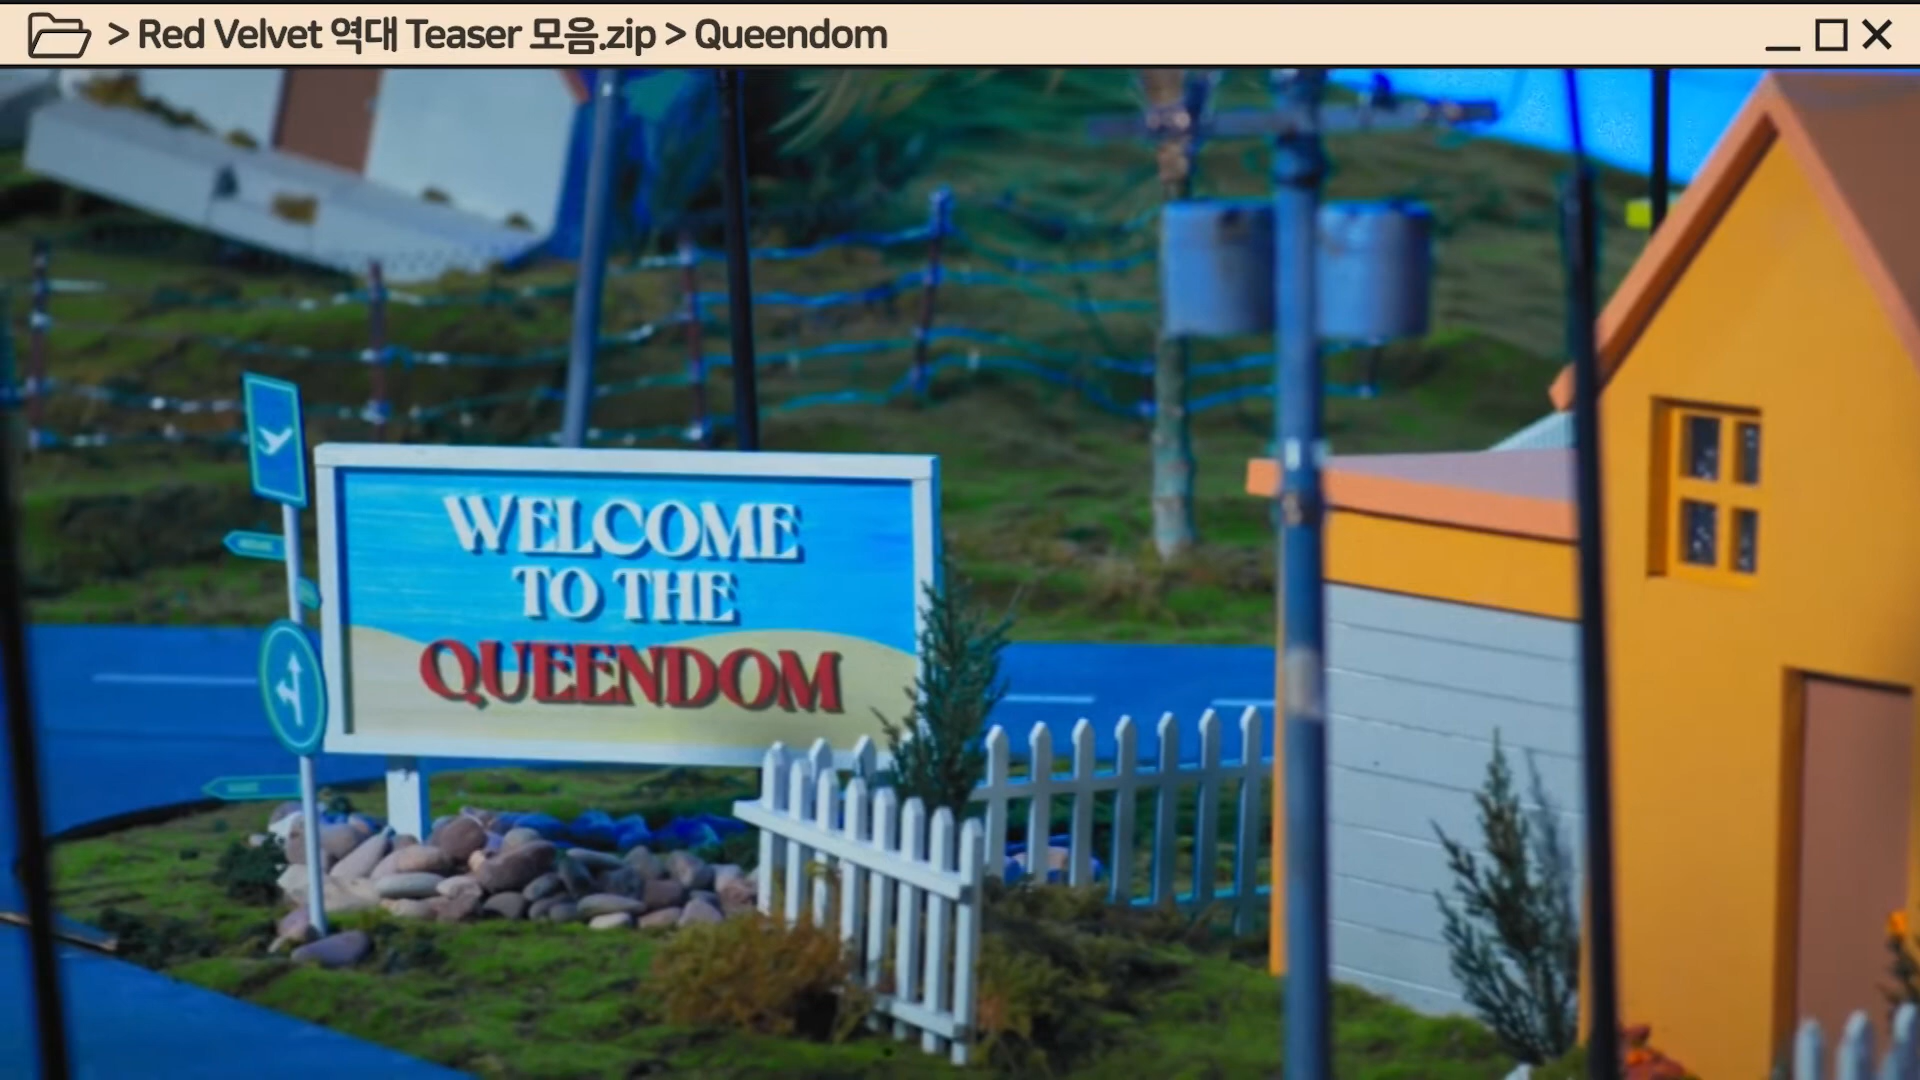 > Red Velvet 역대 Teaser 모음.zip > Queendom
WELCOME
TO THE
QUEENDOM